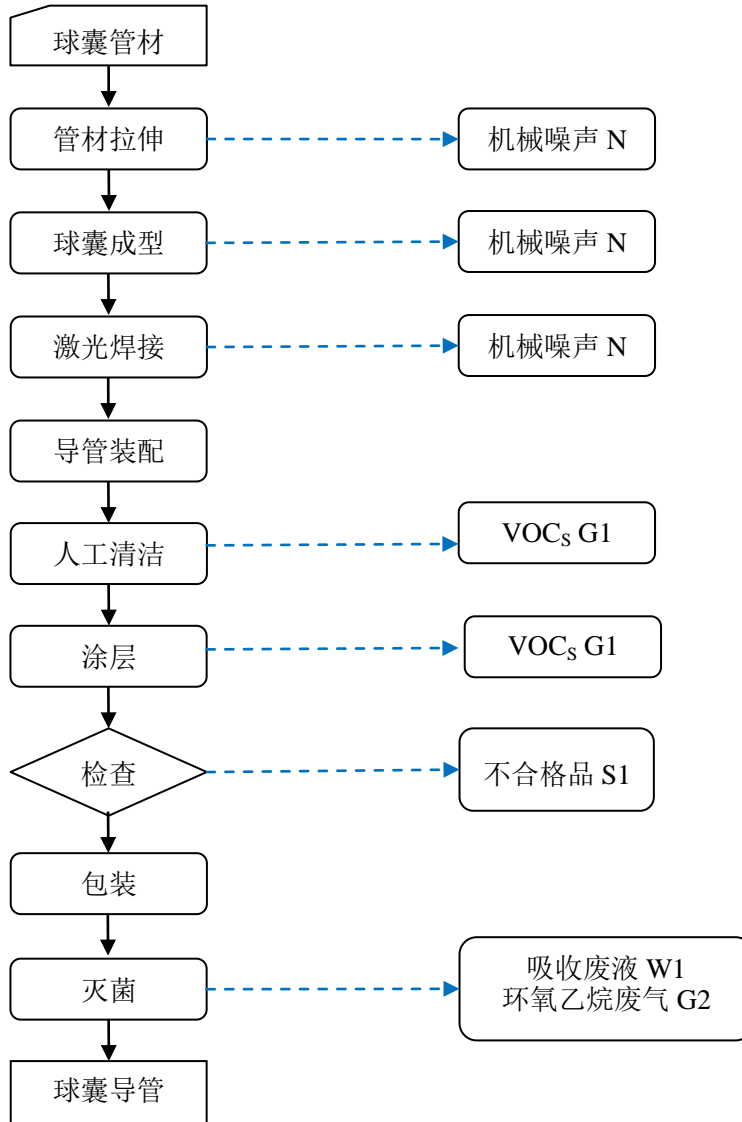 球囊管材
管材拉伸
机械噪声 N
球囊成型
机械噪声 N
激光焊接
机械噪声 N
导管装配
人工清洁
VOCS G1
涂层
VOCS G1
检查
不合格品 S1
包装
灭菌
吸收废液 W1
环氧乙烷废气 G2
球囊导管